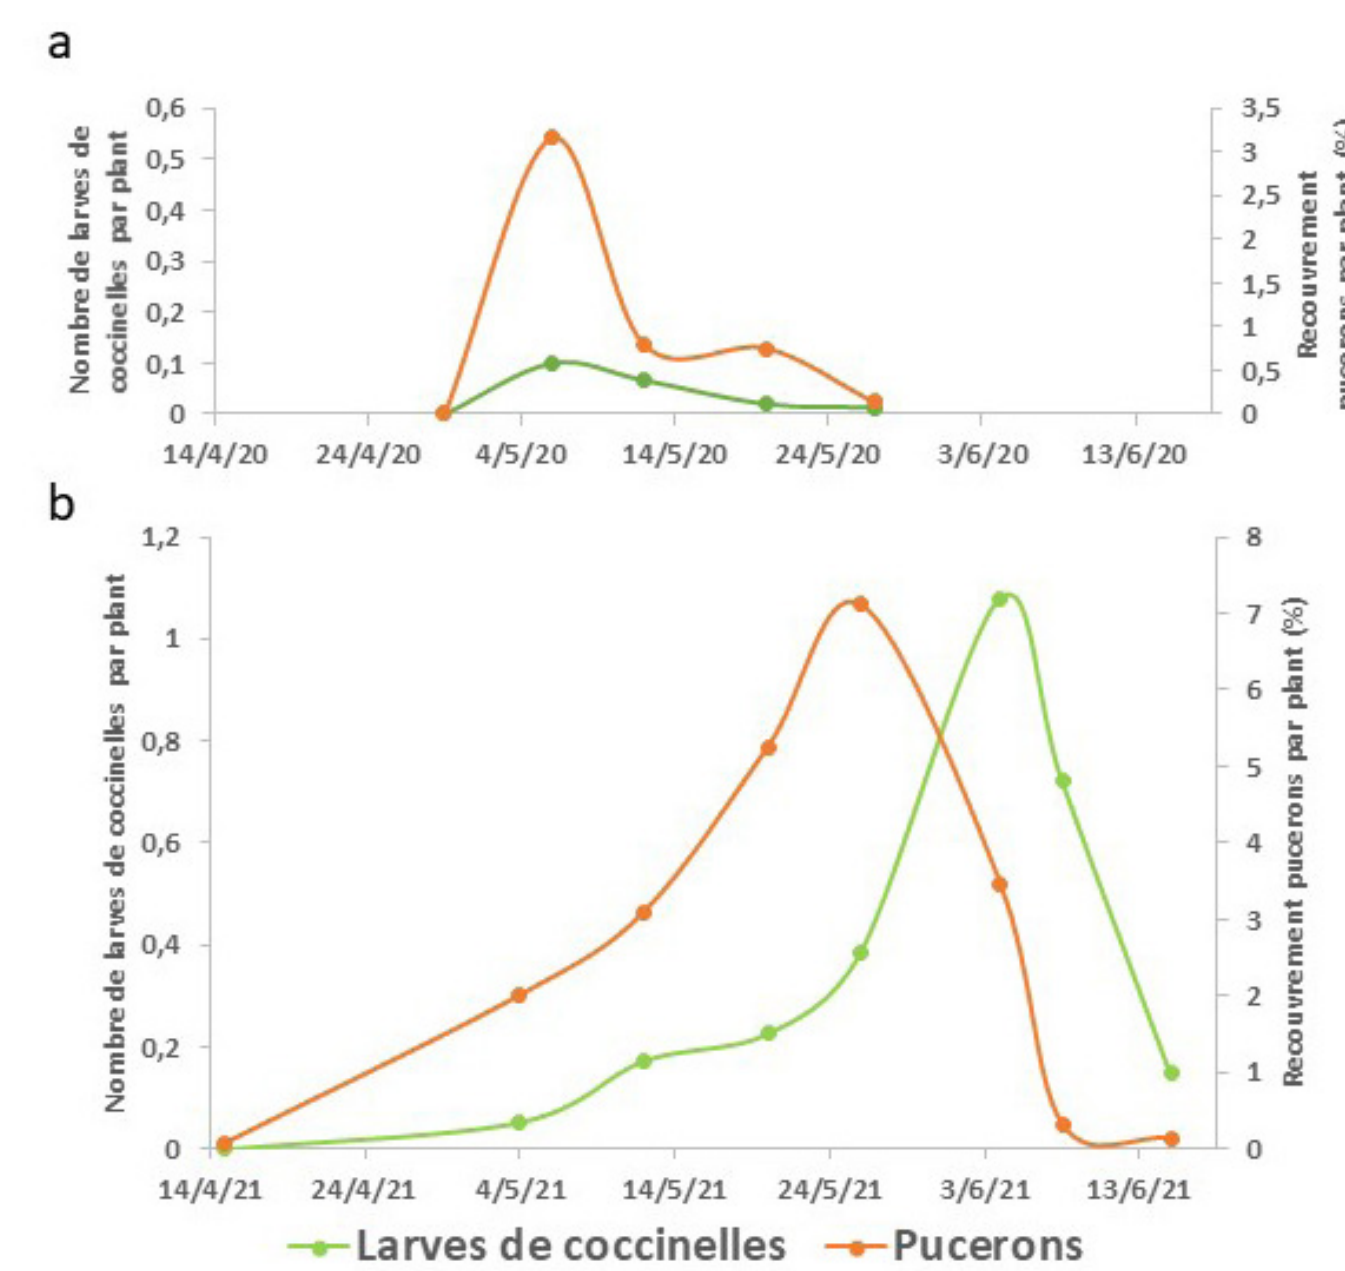 a
Nombre de larves de
coccinelles par plant
0,6
0,5
0,4
0,3
0,2
0,1
0
3,5
3
2,5
2
1,5
1
0,5
0
Recouvrement
pucerons par plant (%)
14/4/20 24/4/20 4/5/20 14/5/20 24/5/20 3/6/20 13/6/20
b
Nombre de larves de coccinelles par plant
1,2
1
0,8
0,6
0,4
0,2
0
8
7
6
5
4
3
2
1
0
Recouvrement pucerons par plant (%)
14/4/21 24/4/21 4/5/21 14/5/21 24/5/21 3/6/21 13/6/21
Larves de coccinelles Pucerons